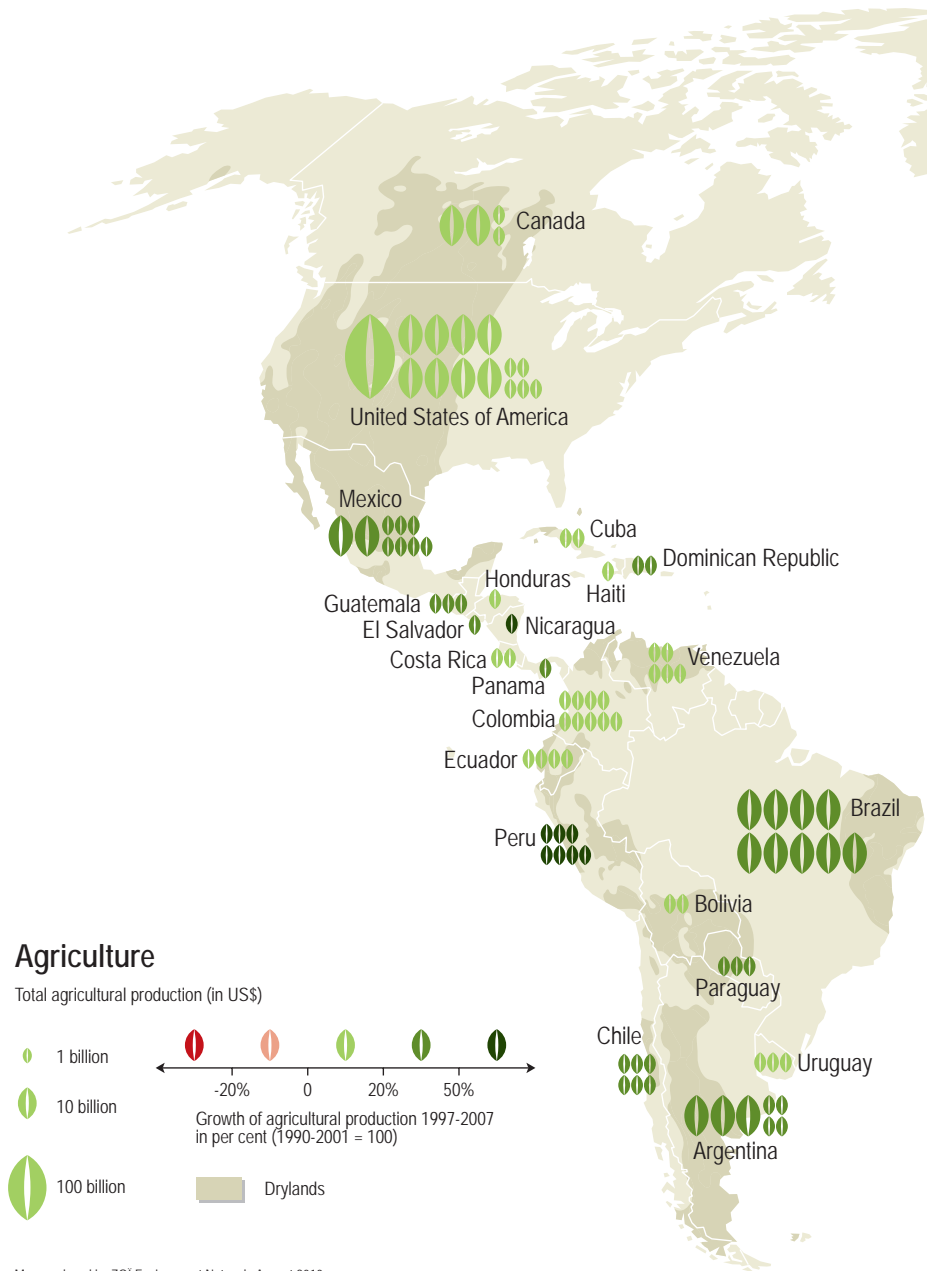 Canada
United States of America
Mexico
Cuba
Dominican Republic
Honduras
Haiti
Guatemala
El Salvador
Nicaragua
Costa Rica
Venezuela
Panama
Colombia
Ecuador
Brazil
Peru
Bolivia
Agriculture
Total agricultural production (in US$)
Paraguay
Chile
1 billion
Uruguay
-20%
0
20%
50%
10 billion
Growth of agricultural production 1997-2007
in per cent (1990-2001 = 100)
Argentina
100 billion
Drylands